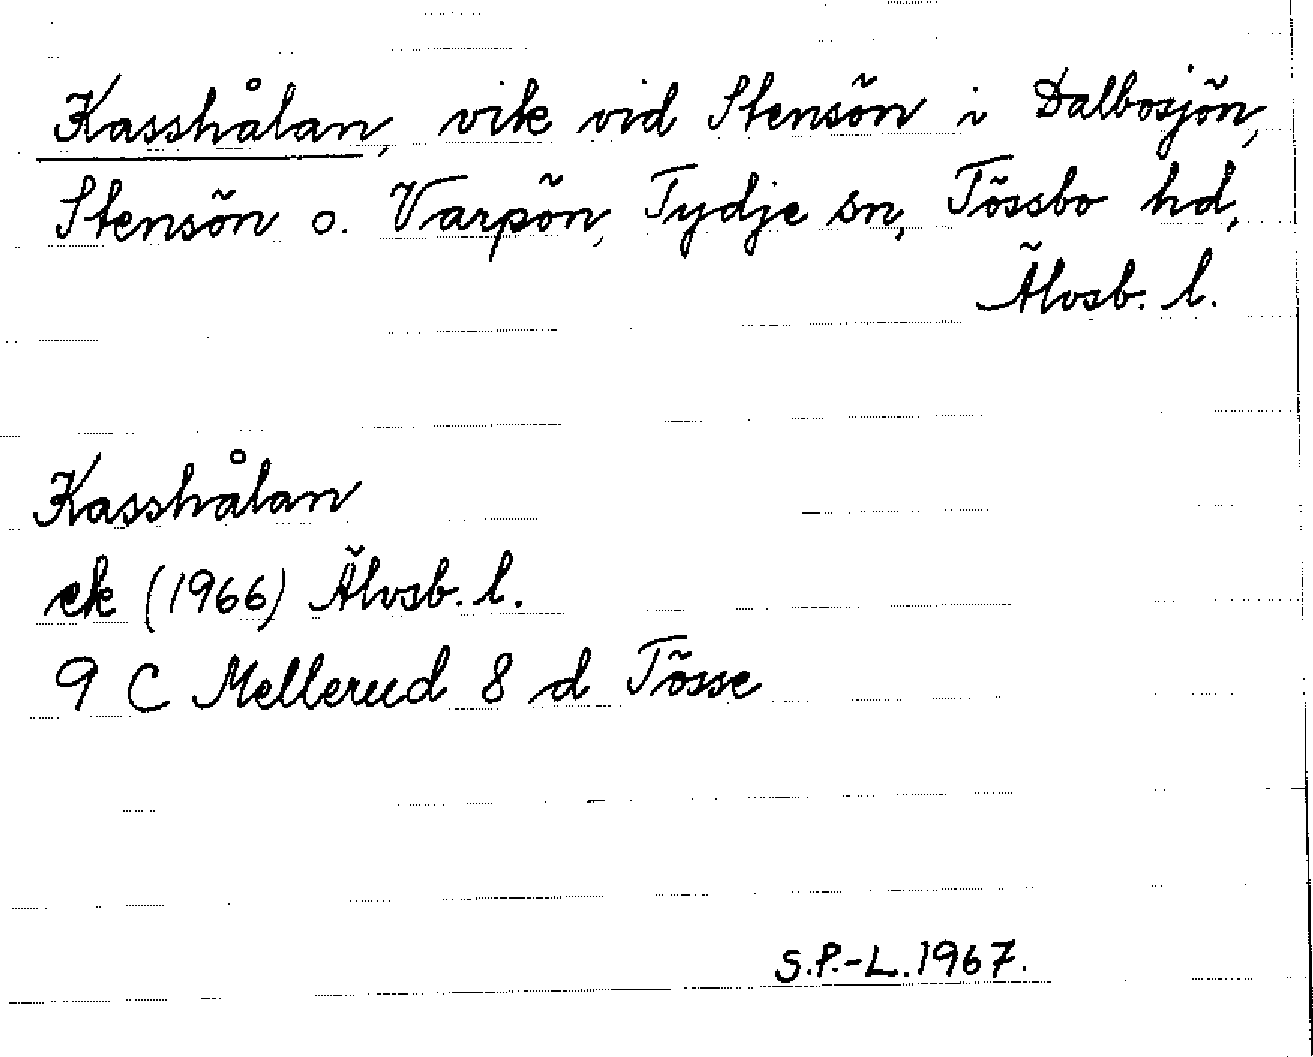 Kasshålan, vik vid Stensön i Dalbosjön,
Stensön o. Varpön, Tydje sn, Tössbo hd,
Älvsb. l.
Kasshålan
ek (1966) Älvsb. l.
9 C Mellerud 8 d Tösse
S.P.-L. 1967.